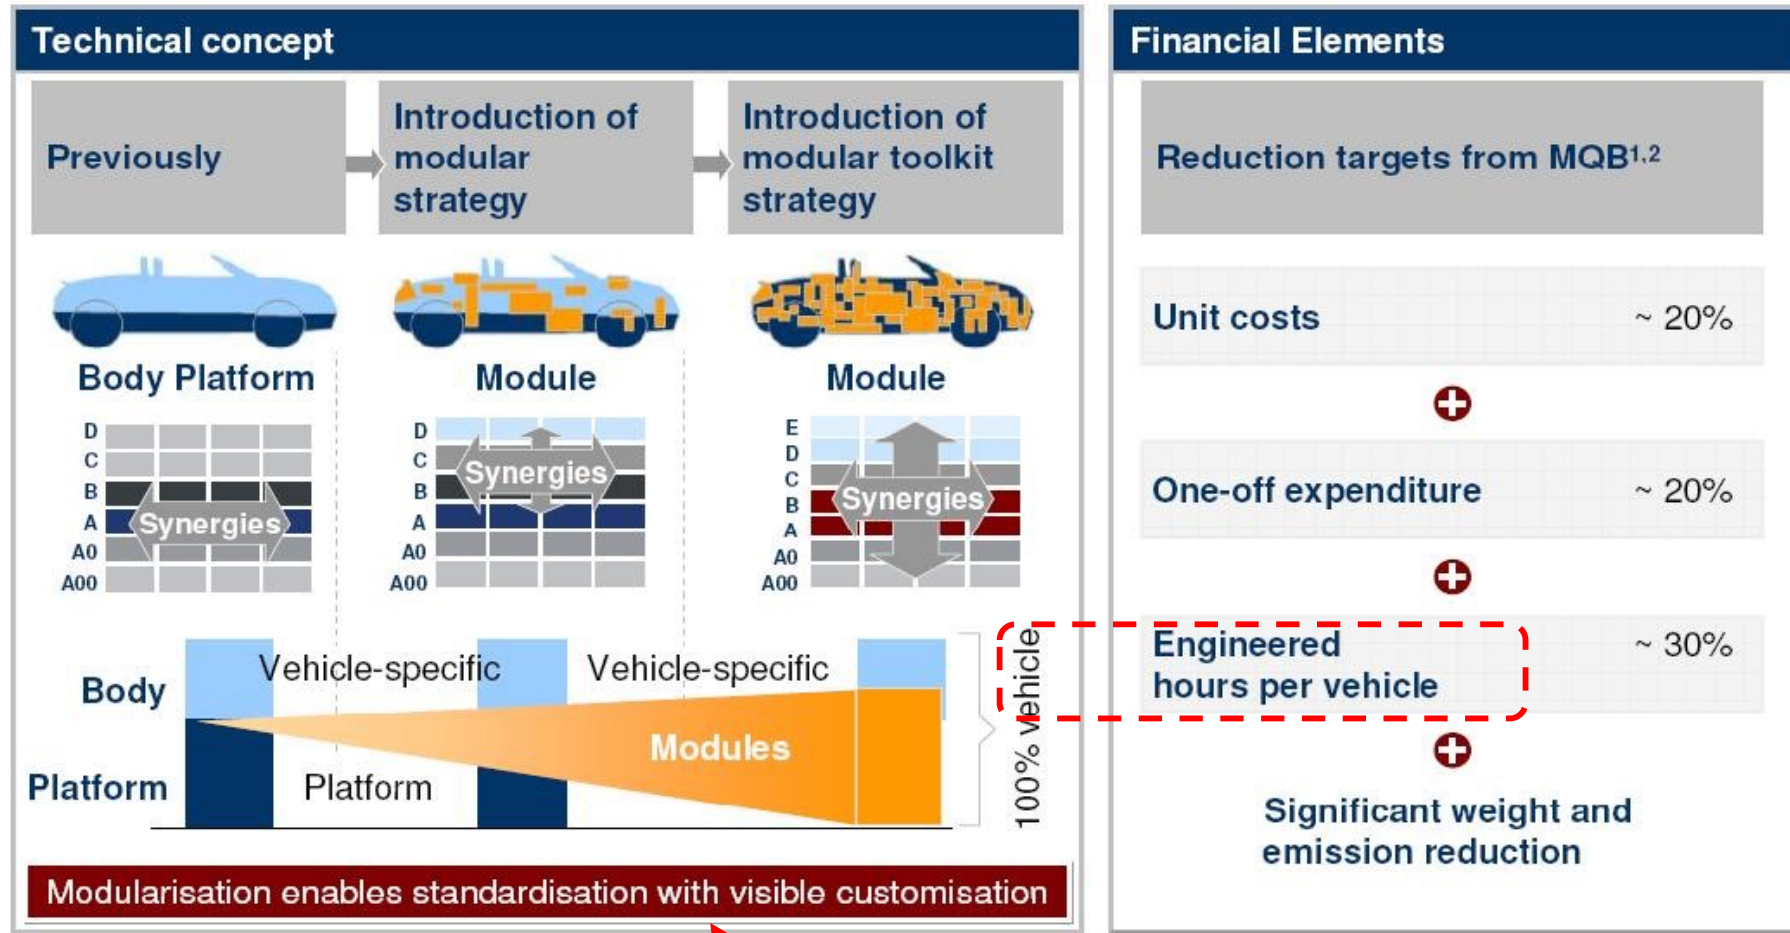 Technical concept
Previously
Introduction of
modular
strategy
Introduction of
modular toolkit
strategy
Body Platform
Module
Module
D
C
B
A
A0
A00
Synergies
D
C
B
A
A0
A00
Synergies
E
D
C
B
A
A0
A00
Synergies
Body
Platform
Vehicle-specific
Vehicle-specific
Platform
Modules
100% vehicle
Modularisation enables standardisation with visible customisation
Financial Elements
Reduction targets from MQB1,2
Unit costs ~ 20%
One-off expenditure ~ 20%
Engineered ~ 30%
hours per vehicle
Significant weight and
emission reduction